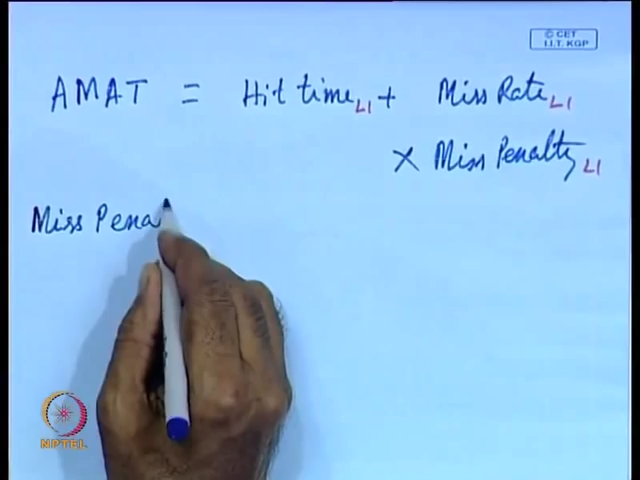 © CET
I.I.T. KGP
AMAT = Hit time L1 + Miss Rate L1
× Miss Penalty L1
Miss Pena
NPTEL